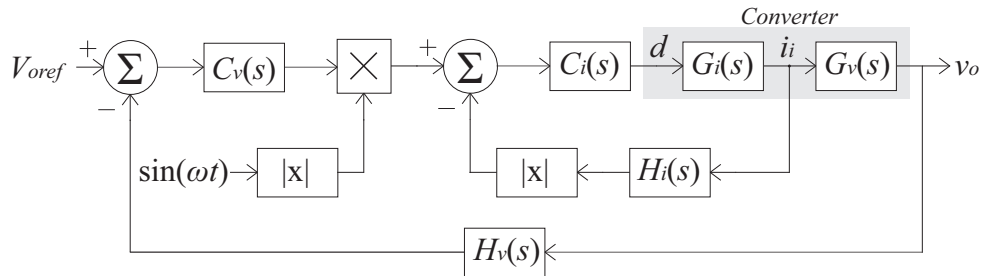 Converter
Voref + − Σ Cv(s) × + − Σ Ci(s) d Gi(s) ii Gv(s) vo
sin(ωt) |x| |x| Hi(s)
Hv(s)